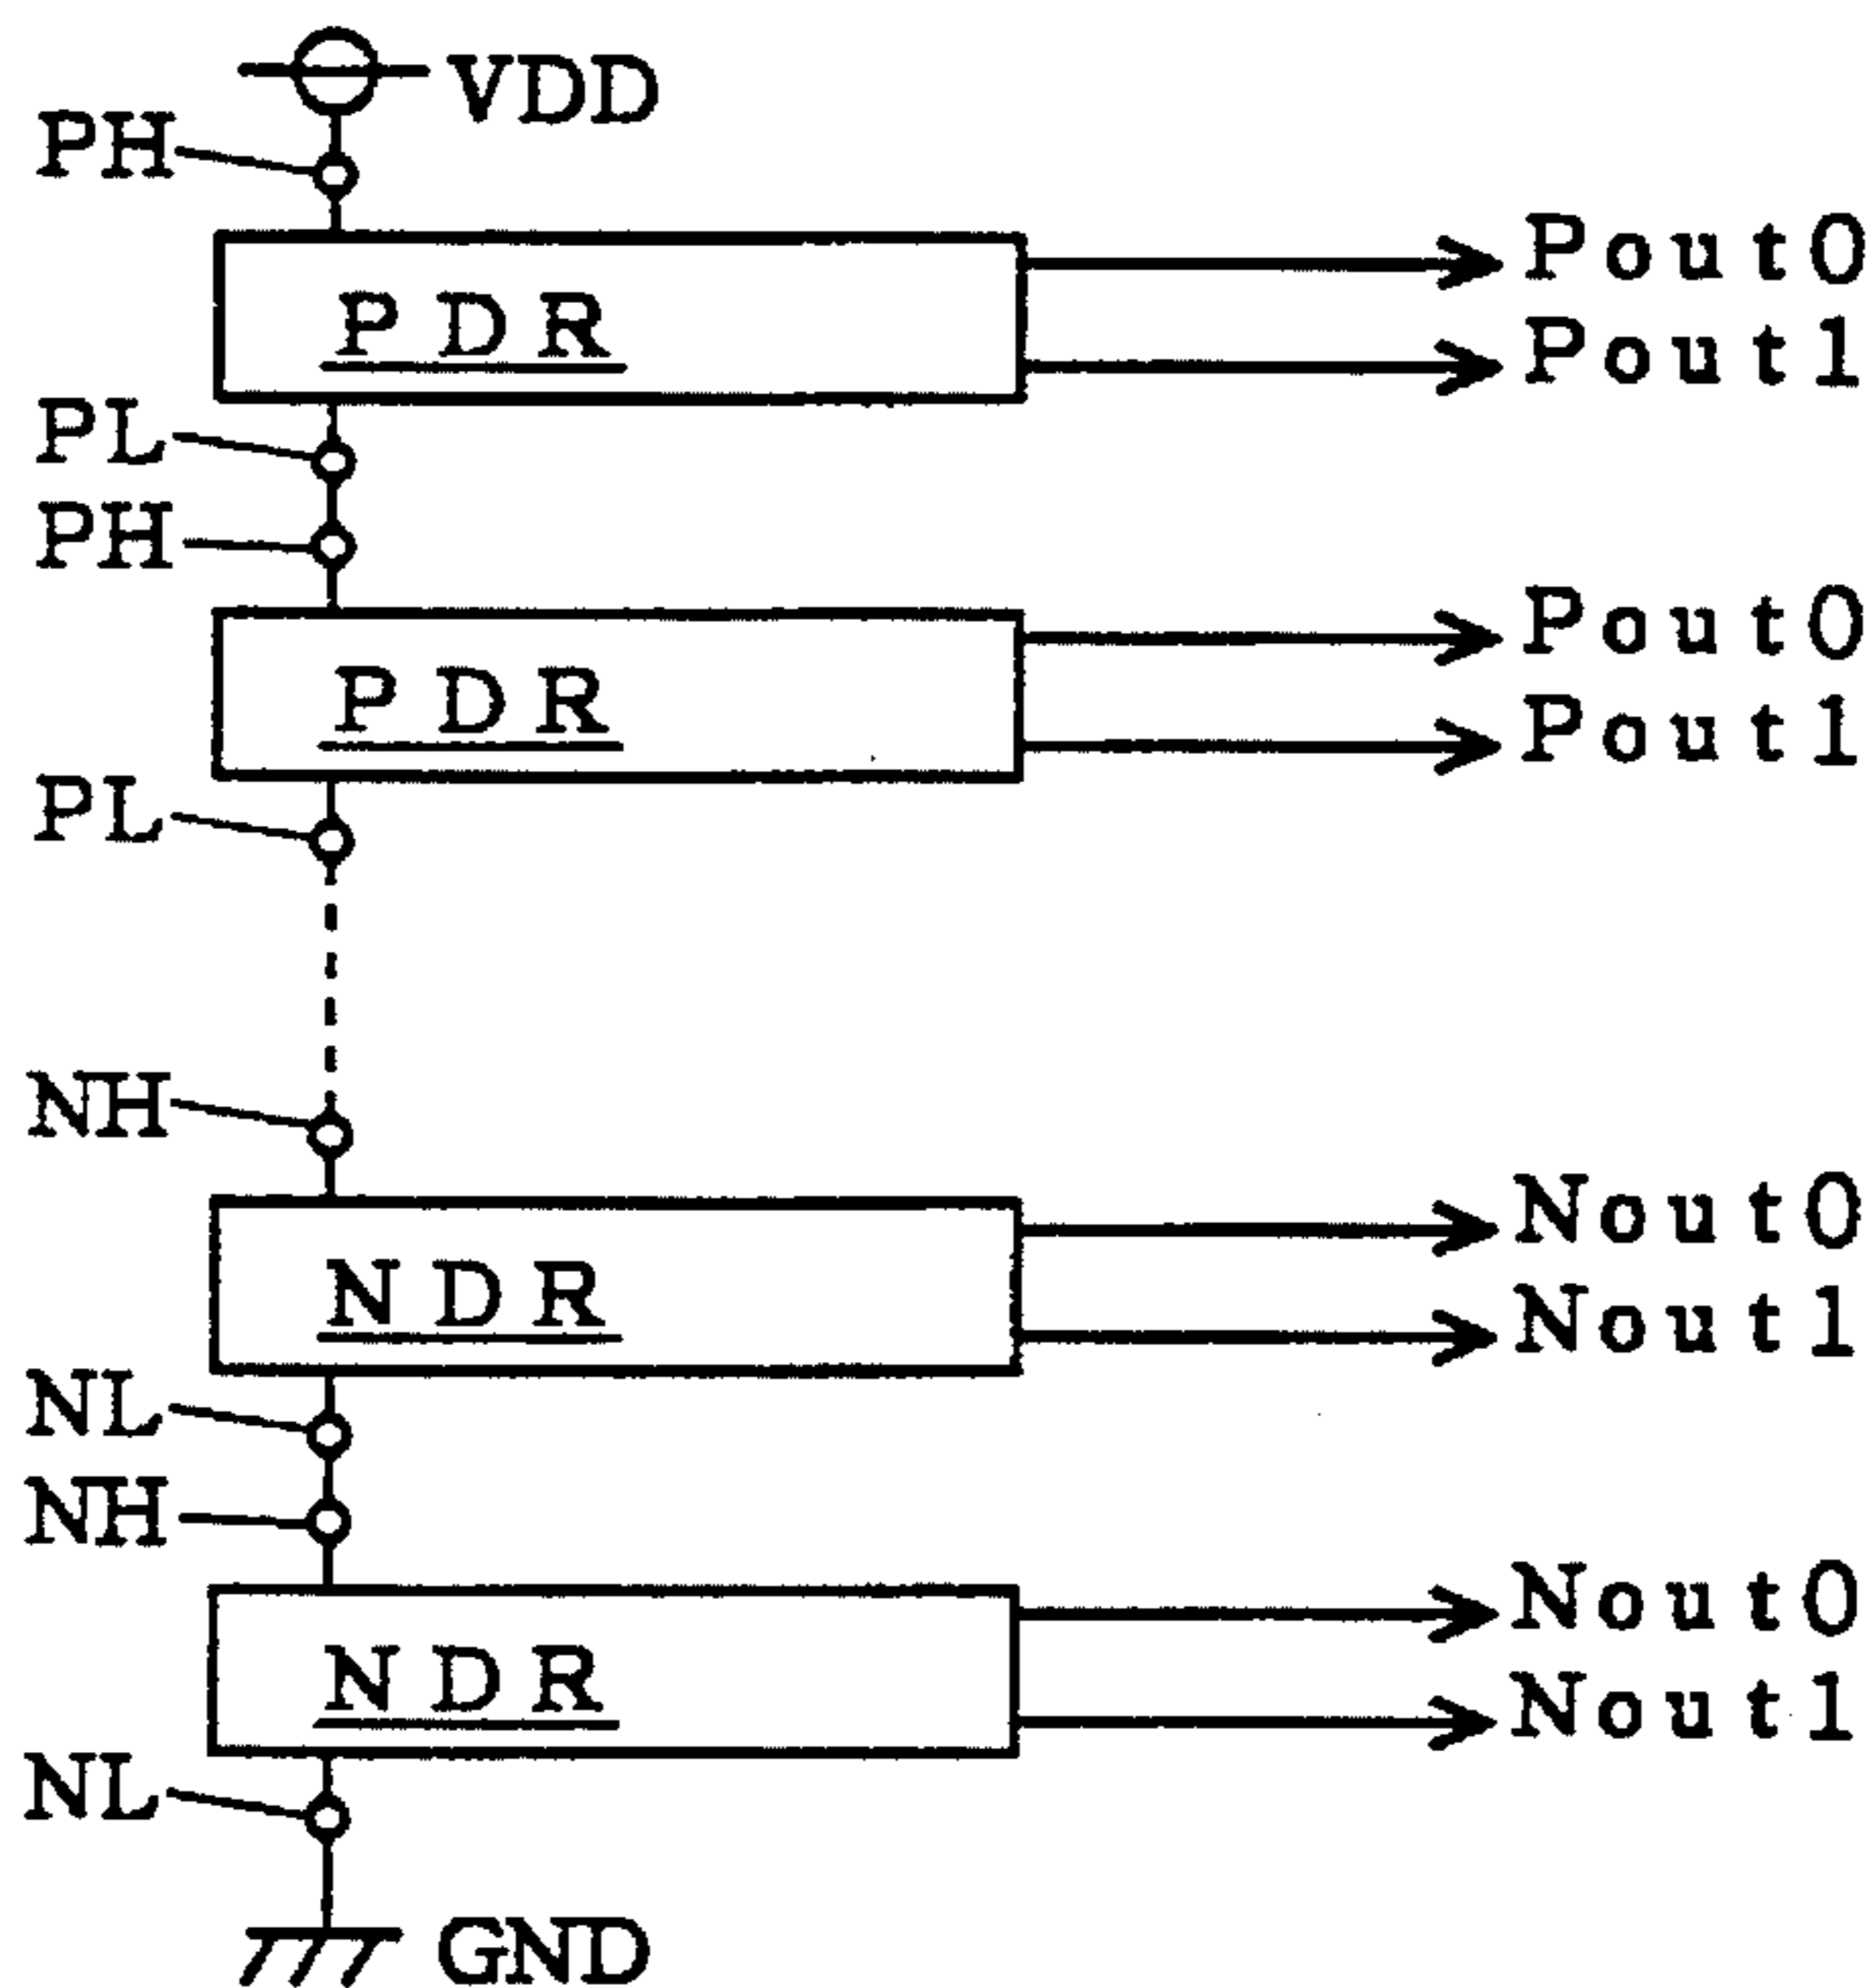 VDD
PH
Pout0
PDR
Pout1
PL
PH
Pout0
PDR
Pout1
PL
NH
Nout0
NDR
Nout1
NL
NH
Nout0
NDR
Nout1
NL
GND